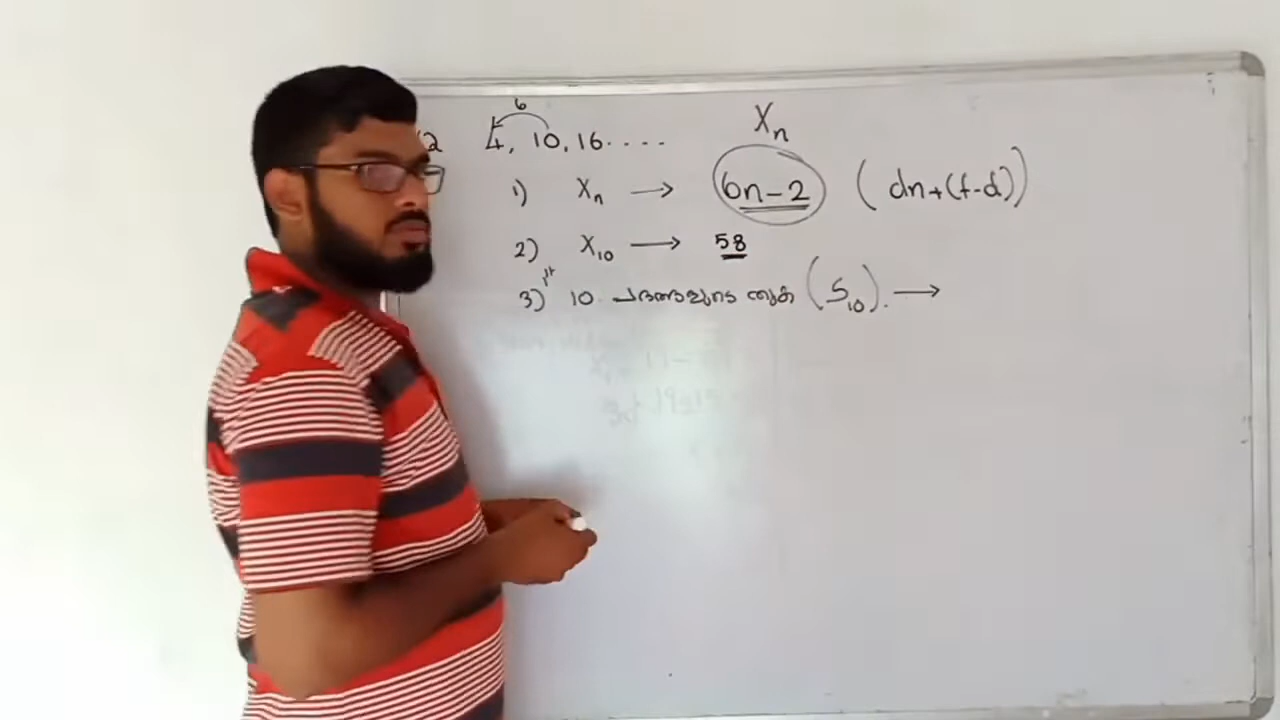 2 4, 10, 16....
6
Xₙ
1) Xₙ → 6n-2 (dn+(f-d))
2) X₁₀ → 58
3) 1st 10 പദങ്ങളുടെ തുക (S₁₀). →